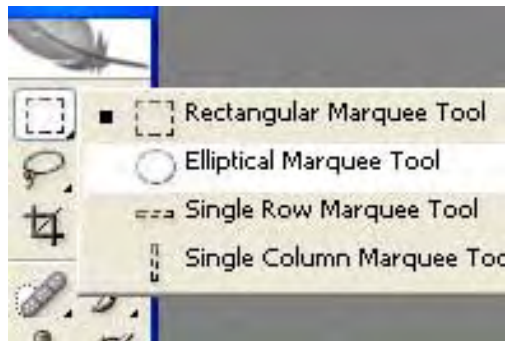 Rectangular Marquee Tool
Elliptical Marquee Tool
Single Row Marquee Tool
Single Column Marquee Too